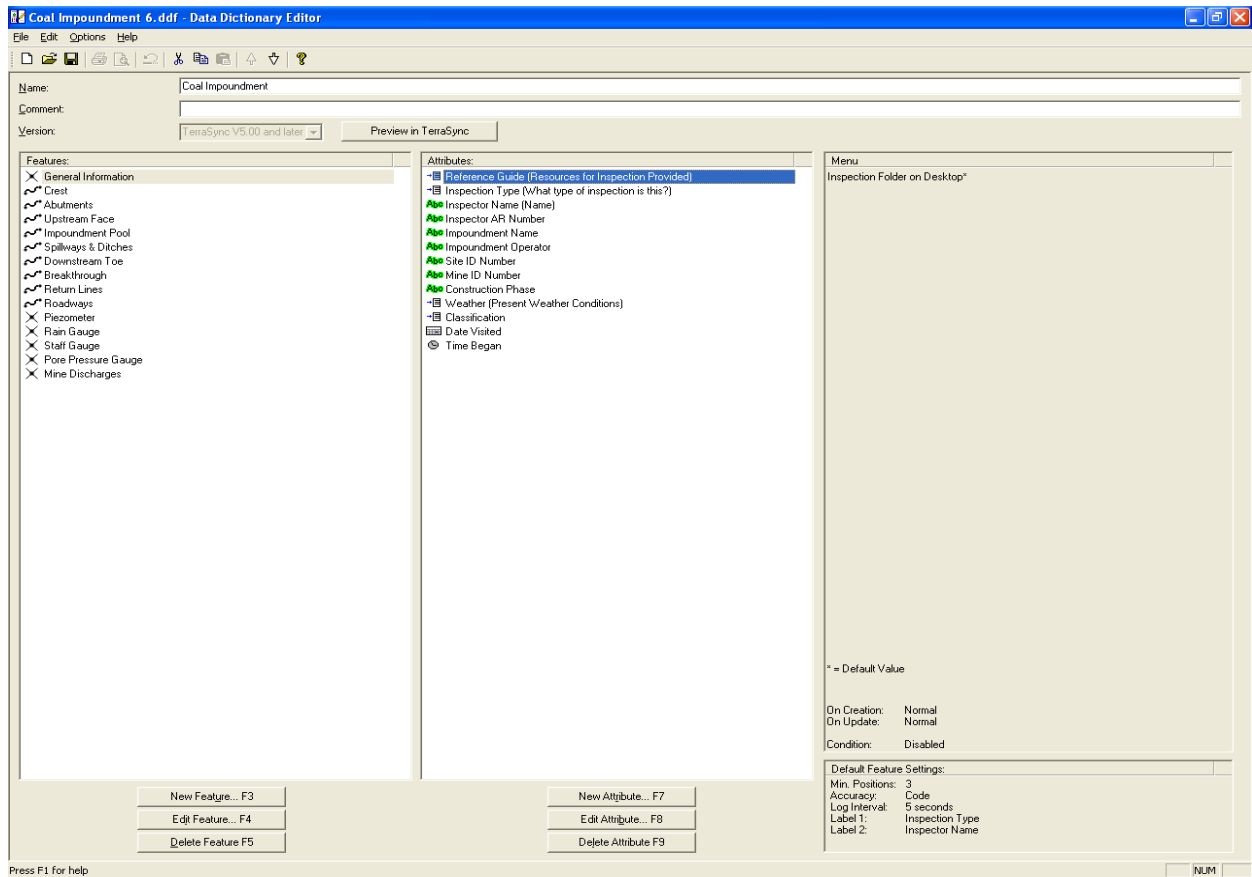 Coal Impoundment 6.ddf - Data Dictionary Editor
File Edit Options Help
Name: Coal Impoundment
Comment:
Version: TerraSync V5.00 and later Preview in TerraSync
Features:
General Information
Crest
Abutments
Upstream Face
Impoundment Pool
Spillways & Ditches
Downstream Toe
Breakthrough
Return Lines
Roadways
Piezometer
Rain Gauge
Staff Gauge
Pore Pressure Gauge
Mine Discharges
New Feature... F3
Edit Feature... F4
Delete Feature F5
Attributes:
Reference Guide (Resources for Inspection Provided)
Inspection Type (What type of inspection is this?)
Abc Inspector Name (Name)
Abc Inspector AR Number
Abc Impoundment Name
Abc Impoundment Operator
Abc Site ID Number
Abc Mine ID Number
Abc Construction Phase
Weather (Present Weather Conditions)
Classification
Date Visited
Time Began
New Attribute... F7
Edit Attribute... F8
Delete Attribute F9
Menu
Inspection Folder on Desktop*
* = Default Value
On Creation: Normal
On Update: Normal
Condition: Disabled
Default Feature Settings:
Min. Positions: 3
Accuracy: Code
Log Interval: 5 seconds
Label 1: Inspection Type
Label 2: Inspector Name
Press F1 for help
NUM